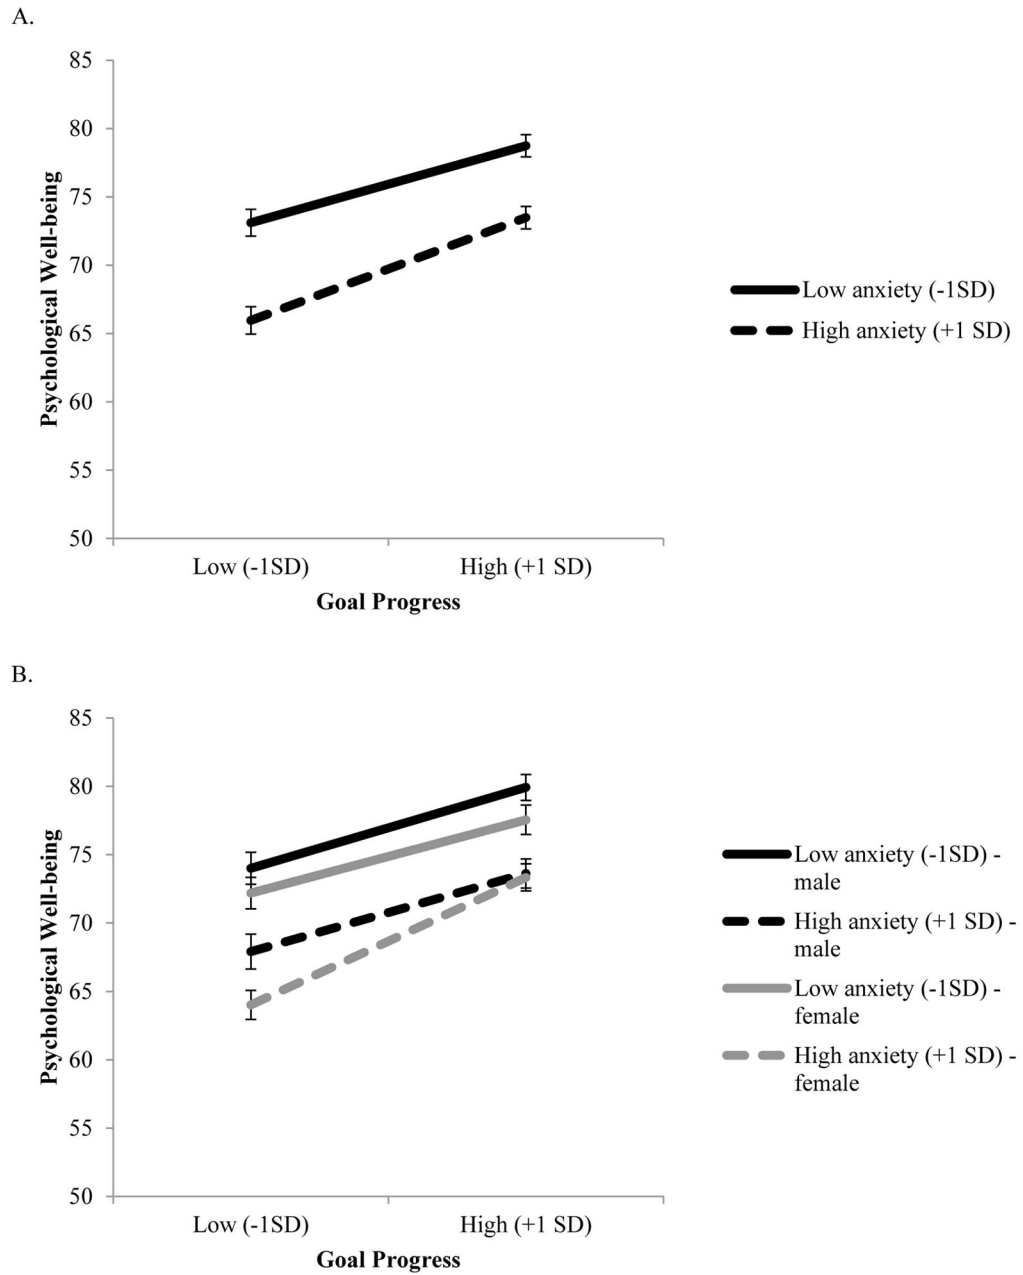 A.
85
80
75
70
65
60
55
50
Psychological Well-being
Low (-1SD)
High (+1 SD)
Goal Progress
Low anxiety (-1SD)
High anxiety (+1 SD)
B.
85
80
75
70
65
60
55
50
Psychological Well-being
Low (-1SD)
High (+1 SD)
Goal Progress
Low anxiety (-1SD) -
male
High anxiety (+1 SD) -
male
Low anxiety (-1SD) -
female
High anxiety (+1 SD) -
female